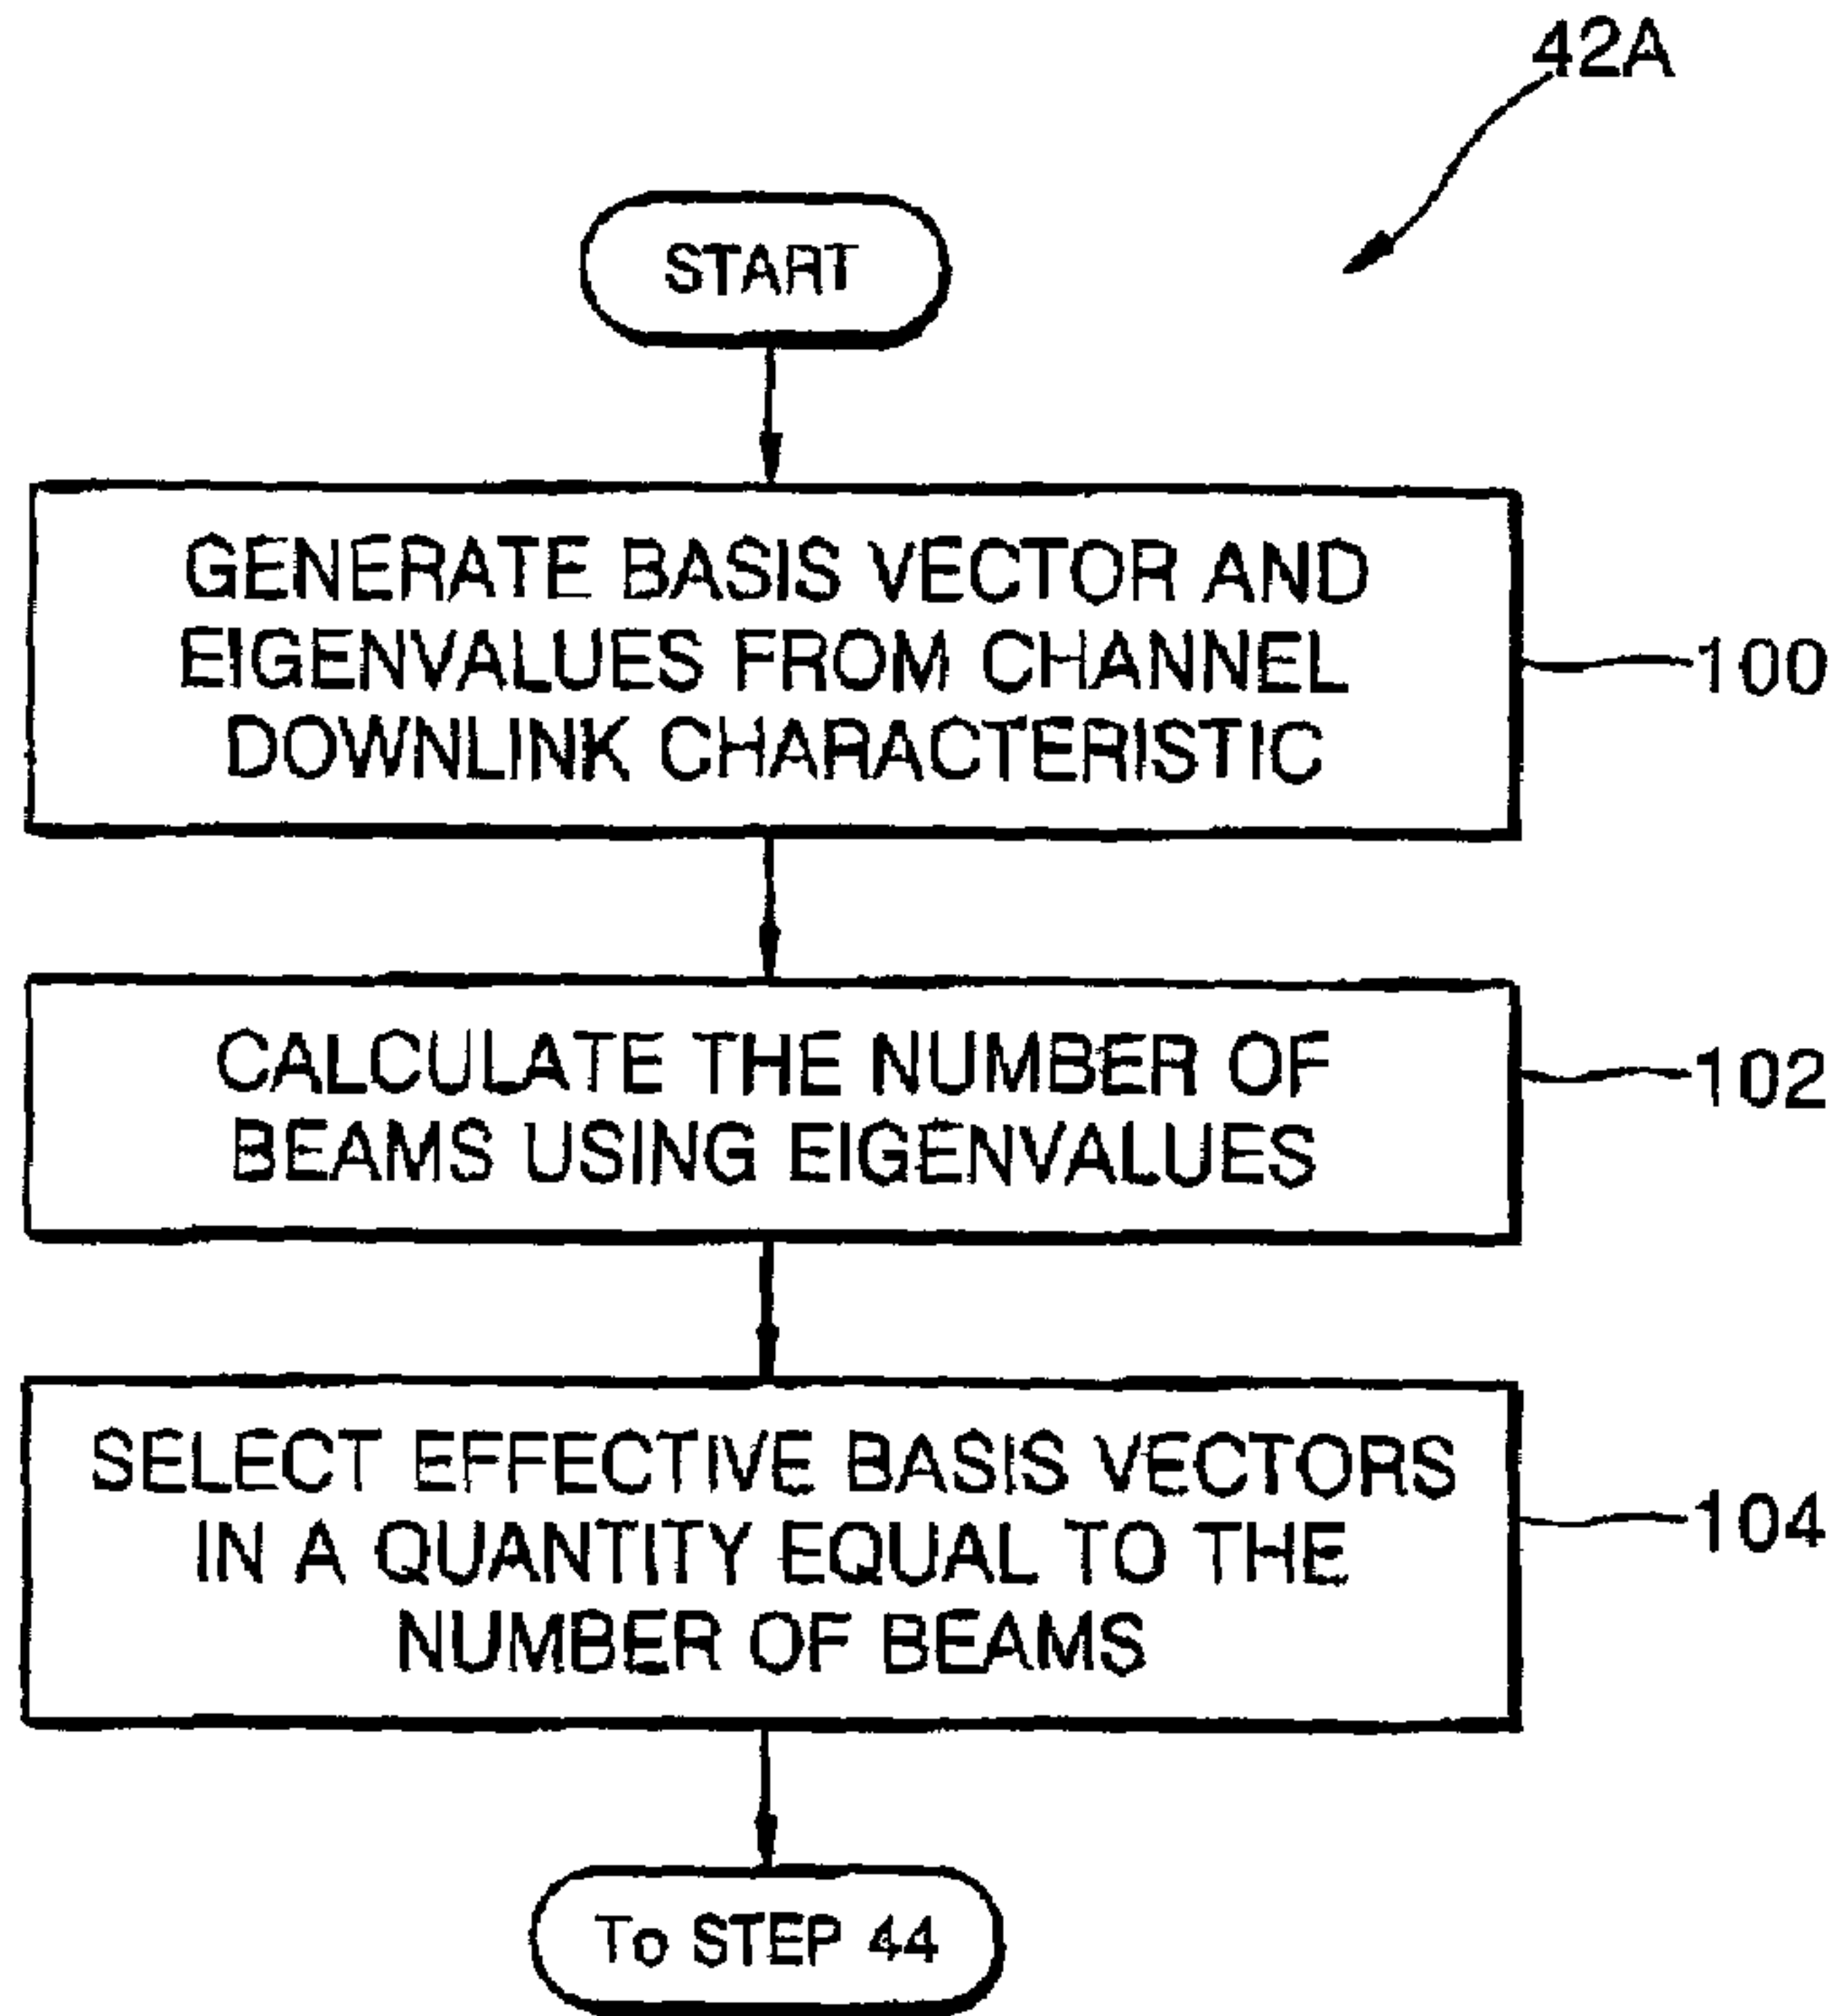 42A
START
GENERATE BASIS VECTOR AND
EIGENVALUES FROM CHANNEL
DOWNLINK CHARACTERISTIC
100
CALCULATE THE NUMBER OF
BEAMS USING EIGENVALUES
102
SELECT EFFECTIVE BASIS VECTORS
IN A QUANTITY EQUAL TO THE
NUMBER OF BEAMS
104
To STEP 44